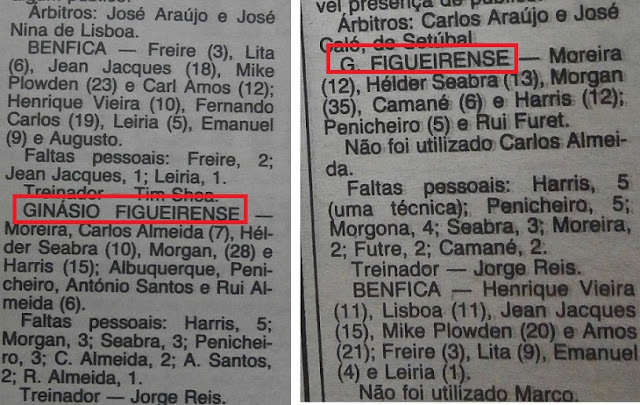 Árbitros: José Araújo e José
Nina de Lisboa.
BENFICA — Freire (3), Lita
(6), Jean Jacques (18), Mike
Plowden (23) e Carl Amos (12);
Henrique Vieira (10), Fernando
Carlos (19), Leiria (5), Emanuel
(9) e Augusto.
Faltas pessoais: Freire, 2;
Jean Jacques, 1; Leiria, 1.
Treinador — Tim Shea.
GINÁSIO FIGUEIRENSE —
Moreira, Carlos Almeida (7), Hél-
der Seabra (10), Morgan, (28) e
Harris (15); Albuquerque, Peni-
cheiro, António Santos e Rui Al-
meida (6).
Faltas pessoais: Harris, 5;
Morgan, 3; Seabra, 3; Penichei-
ro, 3; C. Almeida, 2; A. Santos,
2; R. Almeida, 1.
Treinador — Jorge Reis.
vel presença de
Árbitros: Carlos Araújo e José
Caló, de Setúbal.
G. FIGUEIRENSE — Moreira
(12), Hélder Seabra (13), Morgan
(35), Camané (6) e Harris (12);
Penicheiro (5) e Rui Furet.
Não foi utilizado Carlos Almei-
da.
Faltas pessoais: Harris, 5
(uma técnica); Penicheiro, 5;
Morgona, 4; Seabra, 3; Moreira,
2; Futre, 2; Camané, 2.
Treinador — Jorge Reis.
BENFICA — Henrique Vieira
(11), Lisboa (11), Jean Jacques
(15), Mike Plowden (20) e Amos
(21); Freire (3), Lita (9), Emanuel
(4) e Leiria (1).
Não foi utilizado Marco.